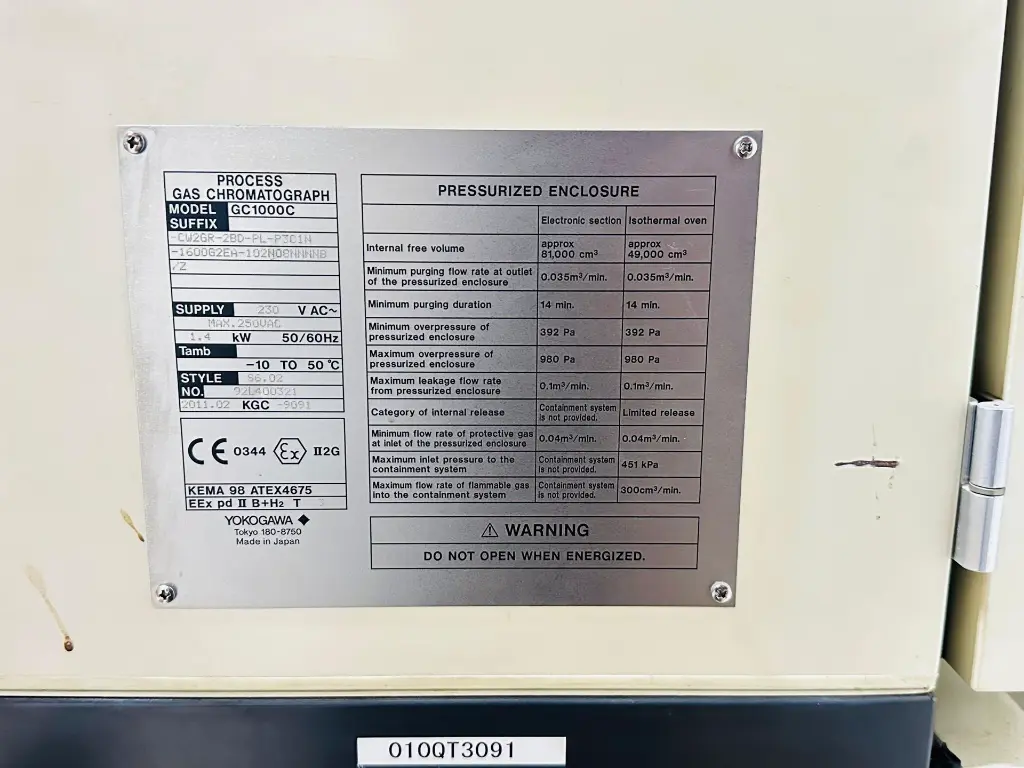 PROCESS
GAS CHROMATOGRAPH
MODEL GC1000C
SUFFIX
/Z
SUPPLY 230 V AC~
MAX.250VAC
1.4 kW 50/60Hz
Tamb
-10 TO 50 °C
STYLE S6.02
NO.
2011.02 KGC -9091
CE 0344 Ex II2G
KEMA 98 ATEX4675
EEx pd II B+H2 T
YOKOGAWA
Tokyo 180-8750
Made in Japan
PRESSURIZED ENCLOSURE
Electronic section Isothermal oven
Internal free volume approx 81,000 cm³ approx 49,000 cm³
Minimum purging flow rate at outlet of the pressurized enclosure 0.035m³/min. 0.035m³/min.
Minimum purging duration 14 min. 14 min.
Minimum overpressure of pressurized enclosure 392 Pa 392 Pa
Maximum overpressure of pressurized enclosure 980 Pa 980 Pa
Maximum leakage flow rate from pressurized enclosure 0.1m³/min. 0.1m³/min.
Category of internal release Containment system is not provided. Limited release
Minimum flow rate of protective gas at inlet of the pressurized enclosure 0.04m³/min. 0.04m³/min.
Maximum inlet pressure to the containment system Containment system is not provided. 451 kPa
Maximum flow rate of flammable gas into the containment system Containment system is not provided. 300cm³/min.
WARNING
DO NOT OPEN WHEN ENERGIZED.
010QT3091